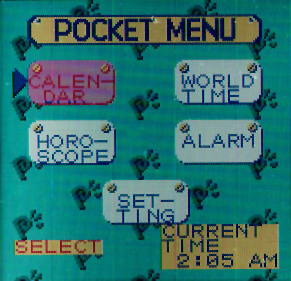 POCKET MENU
CALEN-
DAR
WORLD
TIME
HORO-
SCOPE
ALARM
SET-
TING
SELECT
CURRENT
TIME
2:05 AM